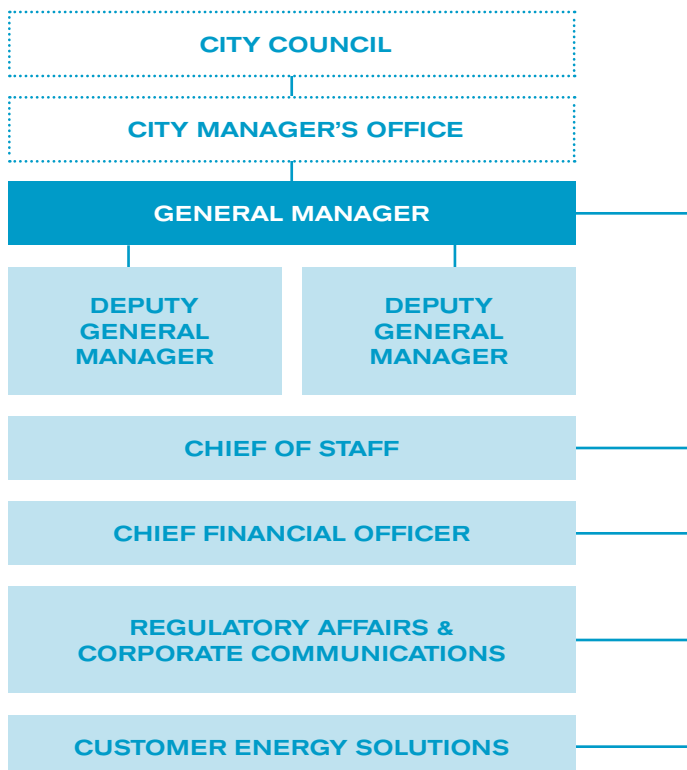 CITY COUNCIL
CITY MANAGER’S OFFICE
GENERAL MANAGER
DEPUTY
GENERAL
MANAGER
DEPUTY
GENERAL
MANAGER
CHIEF OF STAFF
CHIEF FINANCIAL OFFICER
REGULATORY AFFAIRS &
CORPORATE COMMUNICATIONS
CUSTOMER ENERGY SOLUTIONS